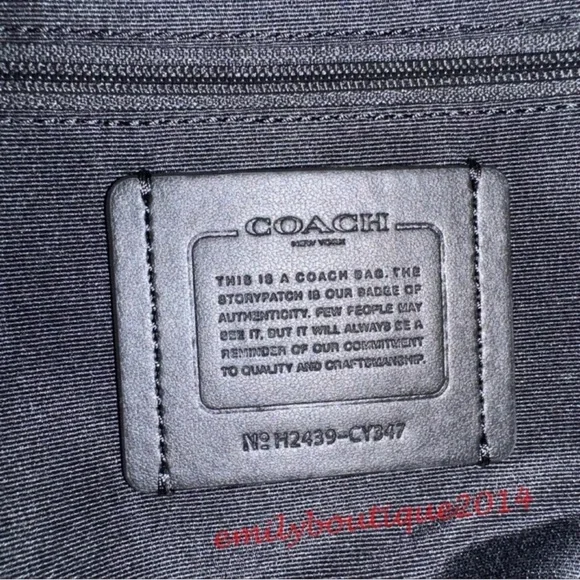 COACH
NEW YORK
THIS IS A COACH BAG. THE
STORYPATCH IS OUR BADGE OF
AUTHENTICITY. FEW PEOPLE MAY
SEE IT, BUT IT WILL ALWAYS BE A
REMINDER OF OUR COMMITMENT
TO QUALITY AND CRAFTSMANSHIP.
Nº H2439-CY347
emilyboutique2014